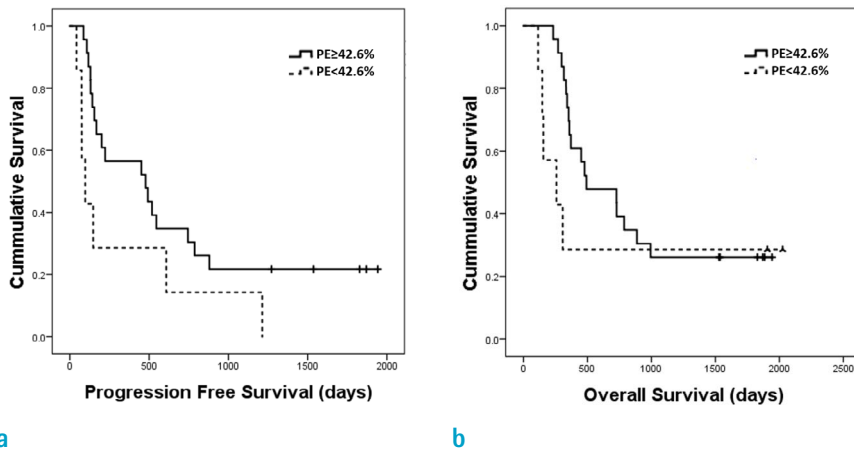 Cummulative Survival
1.0
0.8
0.6
0.4
0.2
0.0
PE≥42.6%
PE<42.6%
0 500 1000 1500 2000
Progression Free Survival (days)
a
Cummulative Survival
1.0
0.8
0.6
0.4
0.2
0.0
PE≥42.6%
PE<42.6%
0 500 1000 1500 2000 2500
Overall Survival (days)
b